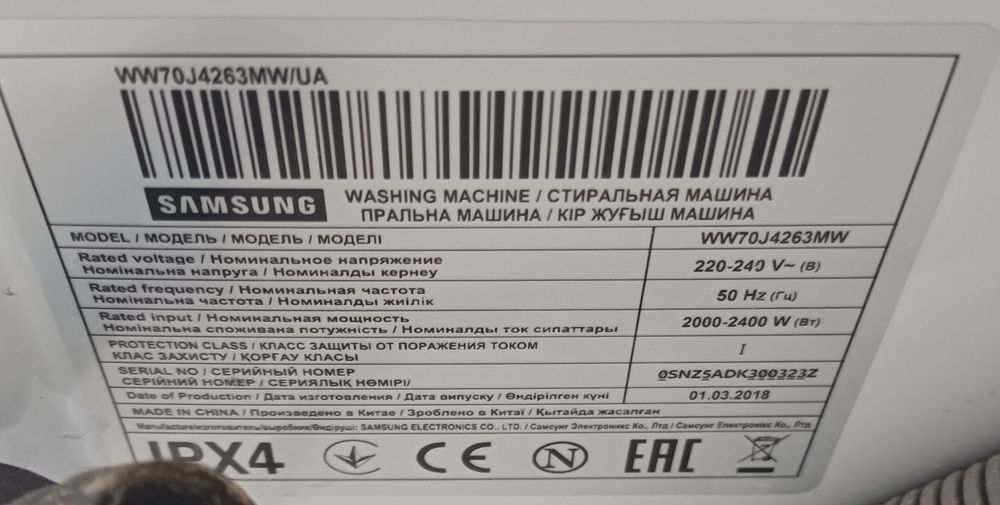 WW70J4263MW/UA
SAMSUNG
WASHING MACHINE / СТИРАЛЬНАЯ МАШИНА
ПРАЛЬНА МАШИНА / КІР ЖУҒЫШ МАШИНА
MODEL / МОДЕЛЬ / МОДЕЛЬ / МОДЕЛІ WW70J4263MW
Rated voltage / Номинальное напряжение
Номінальна напруга / Номиналды кернеу 220-240 V~ (В)
Rated frequency / Номинальная частота
Номінальна частота / Номиналды жиілік 50 Hz (Гц)
Rated input / Номинальная мощность
Номінальна споживана потужність / Номиналды ток сипаттары 2000-2400 W (Вт)
PROTECTION CLASS / КЛАСС ЗАЩИТЫ ОТ ПОРАЖЕНИЯ ТОКОМ
КЛАС ЗАХИСТУ / ҚОРҒАУ КЛАСЫ I
SERIAL NO / СЕРИЙНЫЙ НОМЕР
СЕРІЙНИЙ НОМЕР / СЕРИЯЛЫҚ НӨМІРІ/ 0SNZ5ADK300323Z
Date of Production / Дата изготовления / Дата випуску / Өндірілген күні 01.03.2018
MADE IN CHINA / Произведено в Китае / Зроблено в Китаї / Қытайда жасалған
Manufacture/изготовитель/виробник/Өндіруші: SAMSUNG ELECTRONICS CO., LTD. / Самсунг Электроникс Ко., Лтд / Самсунг Електронікс Ко., Лтд
IPX4 CE N EAC